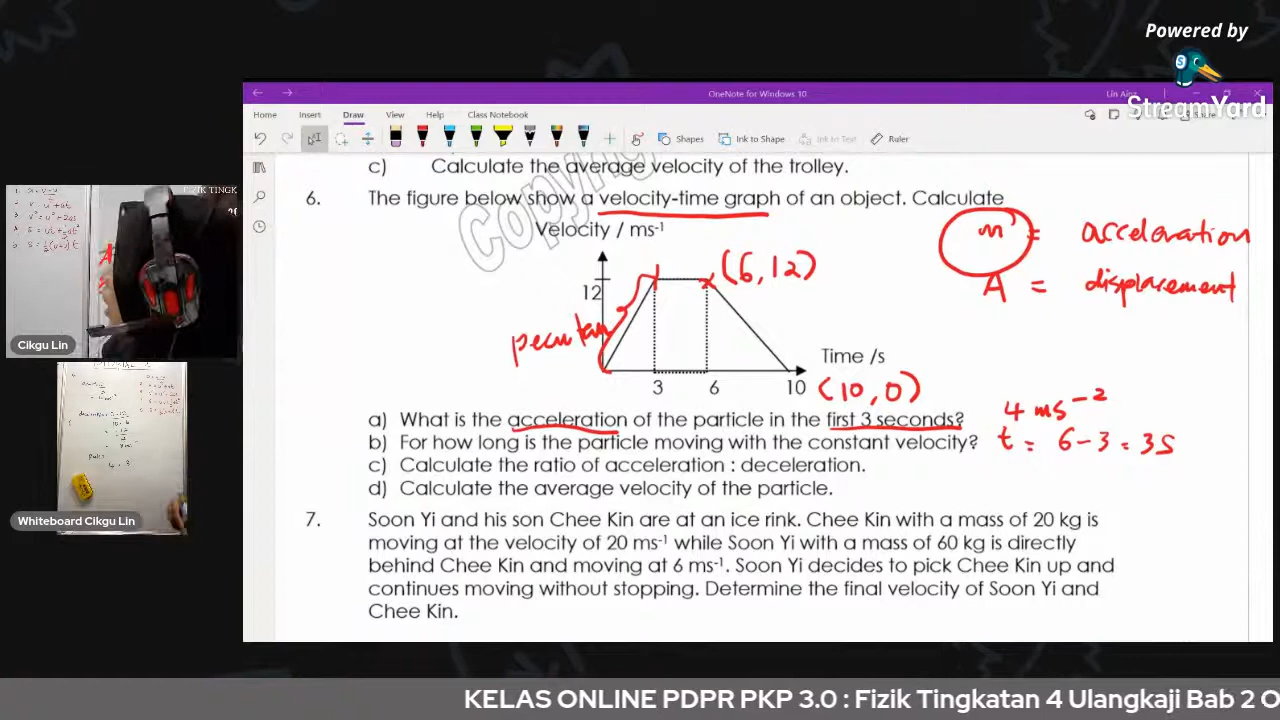 Powered by
StreamYard
OneNote for Windows 10
Lin Ainz
Home Insert Draw View Help Class Notebook
Shapes Ink to Shape Ink to Text Ruler
c) Calculate the average velocity of the trolley.
6. The figure below show a velocity-time graph of an object. Calculate
Velocity / ms⁻¹
m = acceleration
A = displacement
(6,12)
12
pecutan
Time /s
3 6 10 (10,0)
a) What is the acceleration of the particle in the first 3 seconds? 4 ms⁻²
b) For how long is the particle moving with the constant velocity? t = 6-3 = 3s
c) Calculate the ratio of acceleration : deceleration.
d) Calculate the average velocity of the particle.
7. Soon Yi and his son Chee Kin are at an ice rink. Chee Kin with a mass of 20 kg is
moving at the velocity of 20 ms⁻¹ while Soon Yi with a mass of 60 kg is directly
behind Chee Kin and moving at 6 ms⁻¹. Soon Yi decides to pick Chee Kin up and
continues moving without stopping. Determine the final velocity of Soon Yi and
Chee Kin.
Copyright
FIZIK TINGK
Cikgu Lin
Whiteboard Cikgu Lin
KELAS ONLINE PDPR PKP 3.0 : Fizik Tingkatan 4 Ulangkaji Bab 2 O